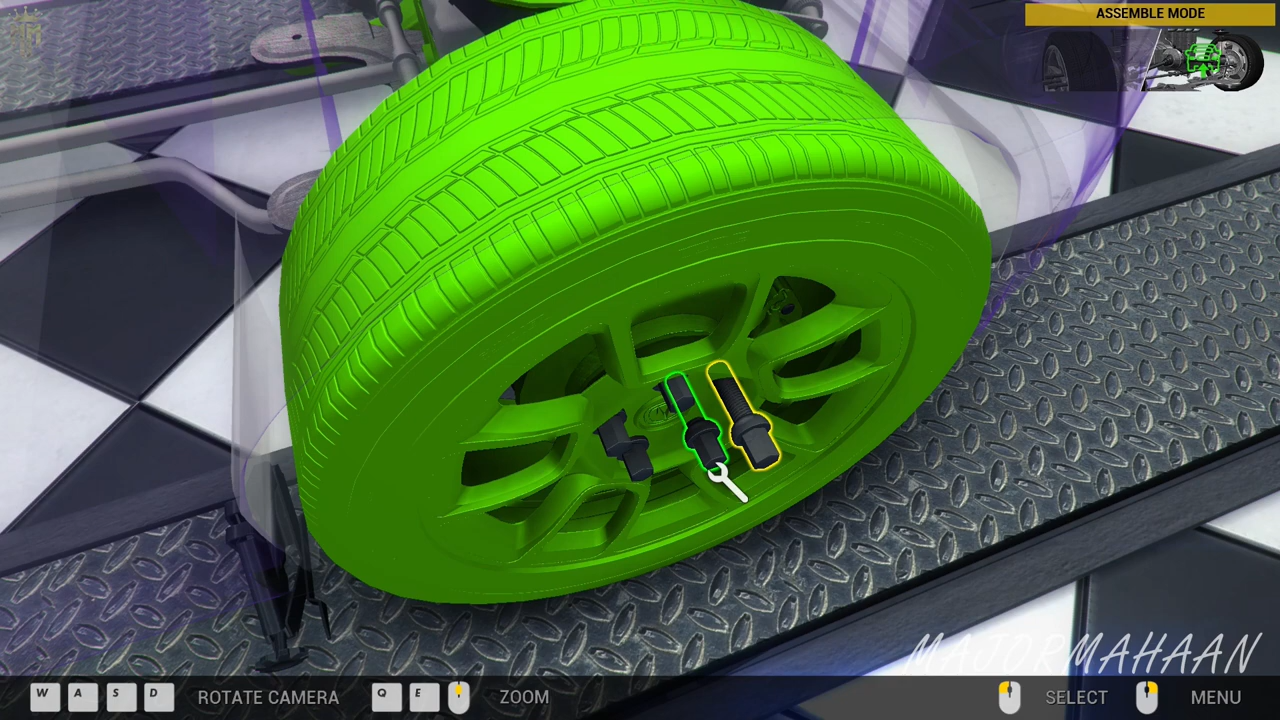 ASSEMBLE MODE
MAJORMAHAAN
W A S D ROTATE CAMERA Q E ZOOM SELECT MENU